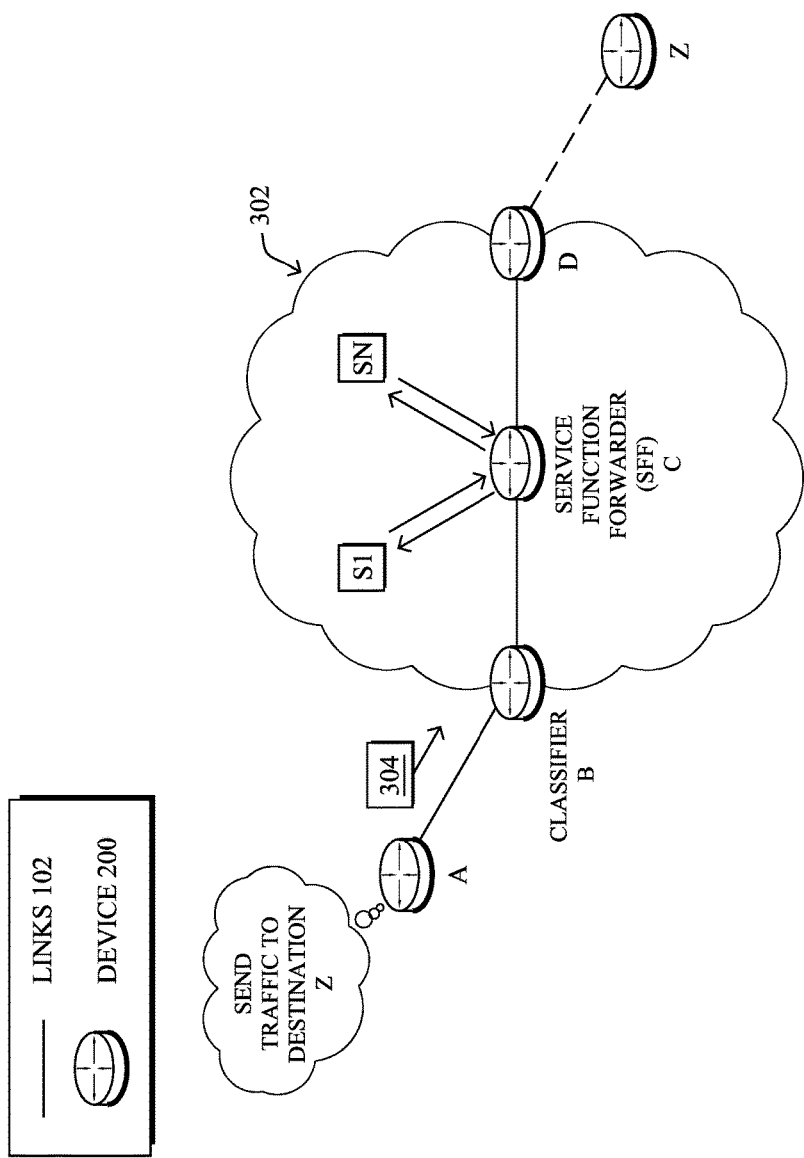 LINKS 102
DEVICE 200
SEND
TRAFFIC TO
DESTINATION
Z
A
304
CLASSIFIER
B
302
S1
SN
SERVICE
FUNCTION
FORWARDER
(SFF)
C
D
Z